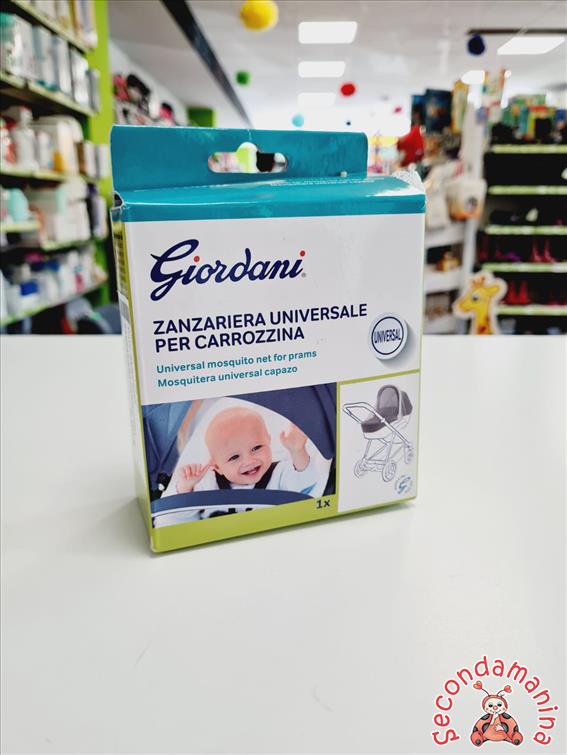 Giordani
ZANZARIERA UNIVERSALE
PER CARROZZINA
UNIVERSAL
Universal mosquito net for prams
Mosquitera universal capazo
1x
Secondamanina